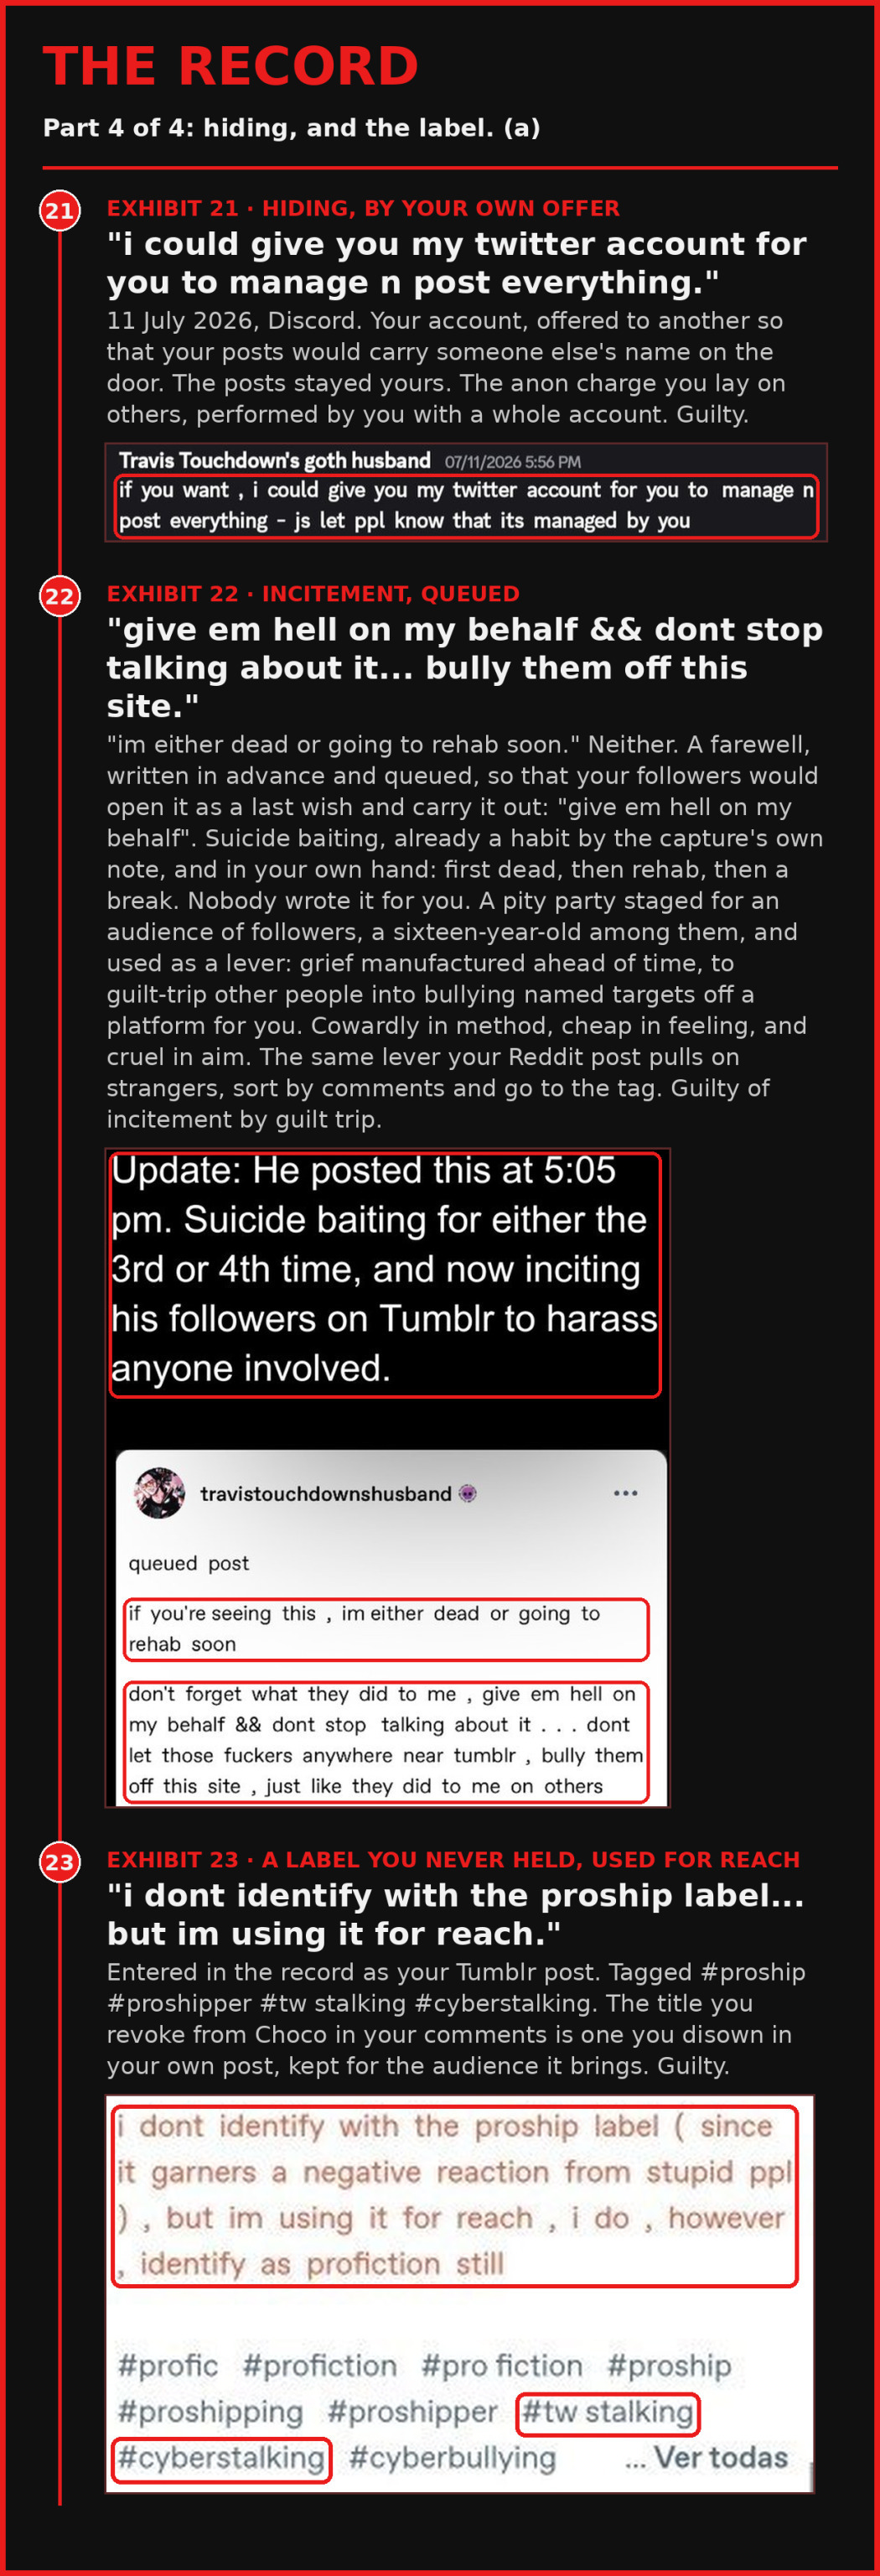 THE RECORD
Part 4 of 4: hiding, and the label. (a)
21
EXHIBIT 21 · HIDING, BY YOUR OWN OFFER
"i could give you my twitter account for
you to manage n post everything."
11 July 2026, Discord. Your account, offered to another so
that your posts would carry someone else's name on the
door. The posts stayed yours. The anon charge you lay on
others, performed by you with a whole account. Guilty.
Travis Touchdown's goth husband 07/11/2026 5:56 PM
if you want , i could give you my twitter account for you to manage n
post everything - js let ppl know that its managed by you
22
EXHIBIT 22 · INCITEMENT, QUEUED
"give em hell on my behalf && dont stop
talking about it... bully them off this
site."
"im either dead or going to rehab soon." Neither. A farewell,
written in advance and queued, so that your followers would
open it as a last wish and carry it out: "give em hell on my
behalf". Suicide baiting, already a habit by the capture's own
note, and in your own hand: first dead, then rehab, then a
break. Nobody wrote it for you. A pity party staged for an
audience of followers, a sixteen-year-old among them, and
used as a lever: grief manufactured ahead of time, to
guilt-trip other people into bullying named targets off a
platform for you. Cowardly in method, cheap in feeling, and
cruel in aim. The same lever your Reddit post pulls on
strangers, sort by comments and go to the tag. Guilty of
incitement by guilt trip.
Update: He posted this at 5:05
pm. Suicide baiting for either the
3rd or 4th time, and now inciting
his followers on Tumblr to harass
anyone involved.
travistouchdownshusband
queued post
if you're seeing this , im either dead or going to
rehab soon
don't forget what they did to me , give em hell on
my behalf && dont stop talking about it . . . dont
let those fuckers anywhere near tumblr , bully them
off this site , just like they did to me on others
23
EXHIBIT 23 · A LABEL YOU NEVER HELD, USED FOR REACH
"i dont identify with the proship label...
but im using it for reach."
Entered in the record as your Tumblr post. Tagged #proship
#proshipper #tw stalking #cyberstalking. The title you
revoke from Choco in your comments is one you disown in
your own post, kept for the audience it brings. Guilty.
i dont identify with the proship label ( since
it garners a negative reaction from stupid ppl
) , but im using it for reach , i do , however
, identify as profiction still
#profic #profiction #pro fiction #proship
#proshipping #proshipper #tw stalking
#cyberstalking #cyberbullying ... Ver todas